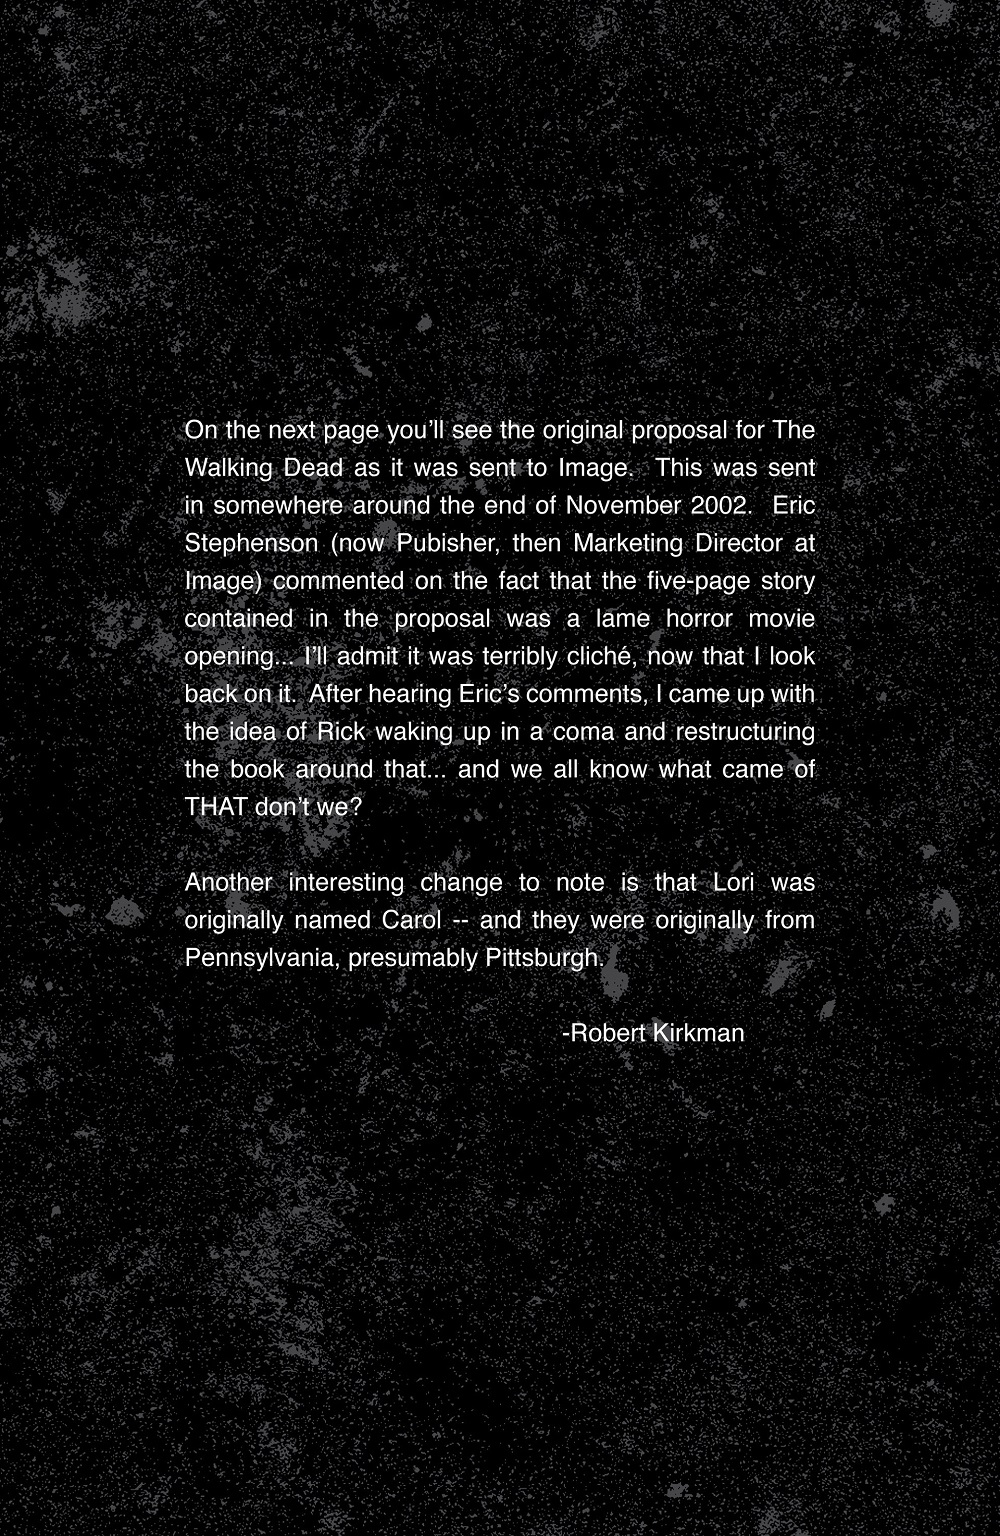 On the next page you’ll see the original proposal for The
Walking Dead as it was sent to Image.  This was sent
in somewhere around the end of November 2002.  Eric
Stephenson (now Pubisher, then Marketing Director at
Image) commented on the fact that the five-page story
contained in the proposal was a lame horror movie
opening... I’ll admit it was terribly cliché, now that I look
back on it.  After hearing Eric’s comments, I came up with
the idea of Rick waking up in a coma and restructuring
the book around that... and we all know what came of
THAT don’t we?
Another interesting change to note is that Lori was
originally named Carol -- and they were originally from
Pennsylvania, presumably Pittsburgh.
-Robert Kirkman